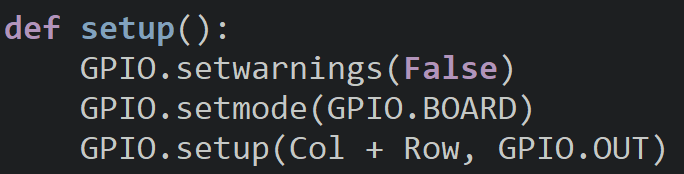 def setup():
    GPIO.setwarnings(False)
    GPIO.setmode(GPIO.BOARD)
    GPIO.setup(Col + Row, GPIO.OUT)